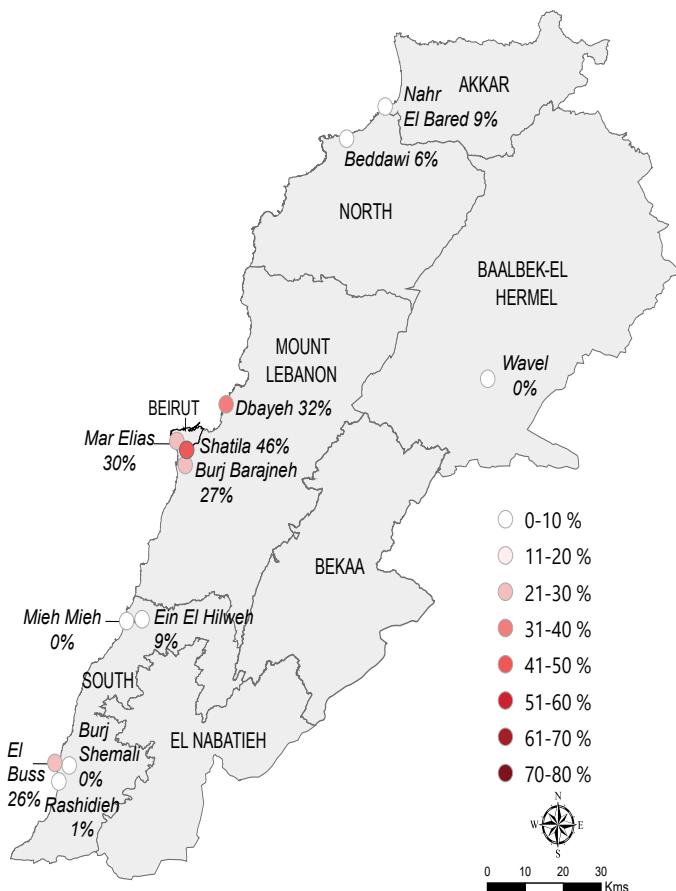 AKKAR
Nahr
El Bared 9%
Beddawi 6%
NORTH
BAALBEK-EL
HERMEL
Wavel
0%
MOUNT
LEBANON
Dbayeh 32%
BEIRUT
Mar Elias
30%
Shatila 46%
Burj Barajneh
27%
BEKAA
Mieh Mieh
0%
Ein El Hilweh
9%
SOUTH
EL NABATIEH
El
Buss
26%
Burj
Shemali
0%
Rashidieh
1%
0-10 %
11-20 %
21-30 %
31-40 %
41-50 %
51-60 %
61-70 %
70-80 %
N
W E
S
0 10 20 30
Kms